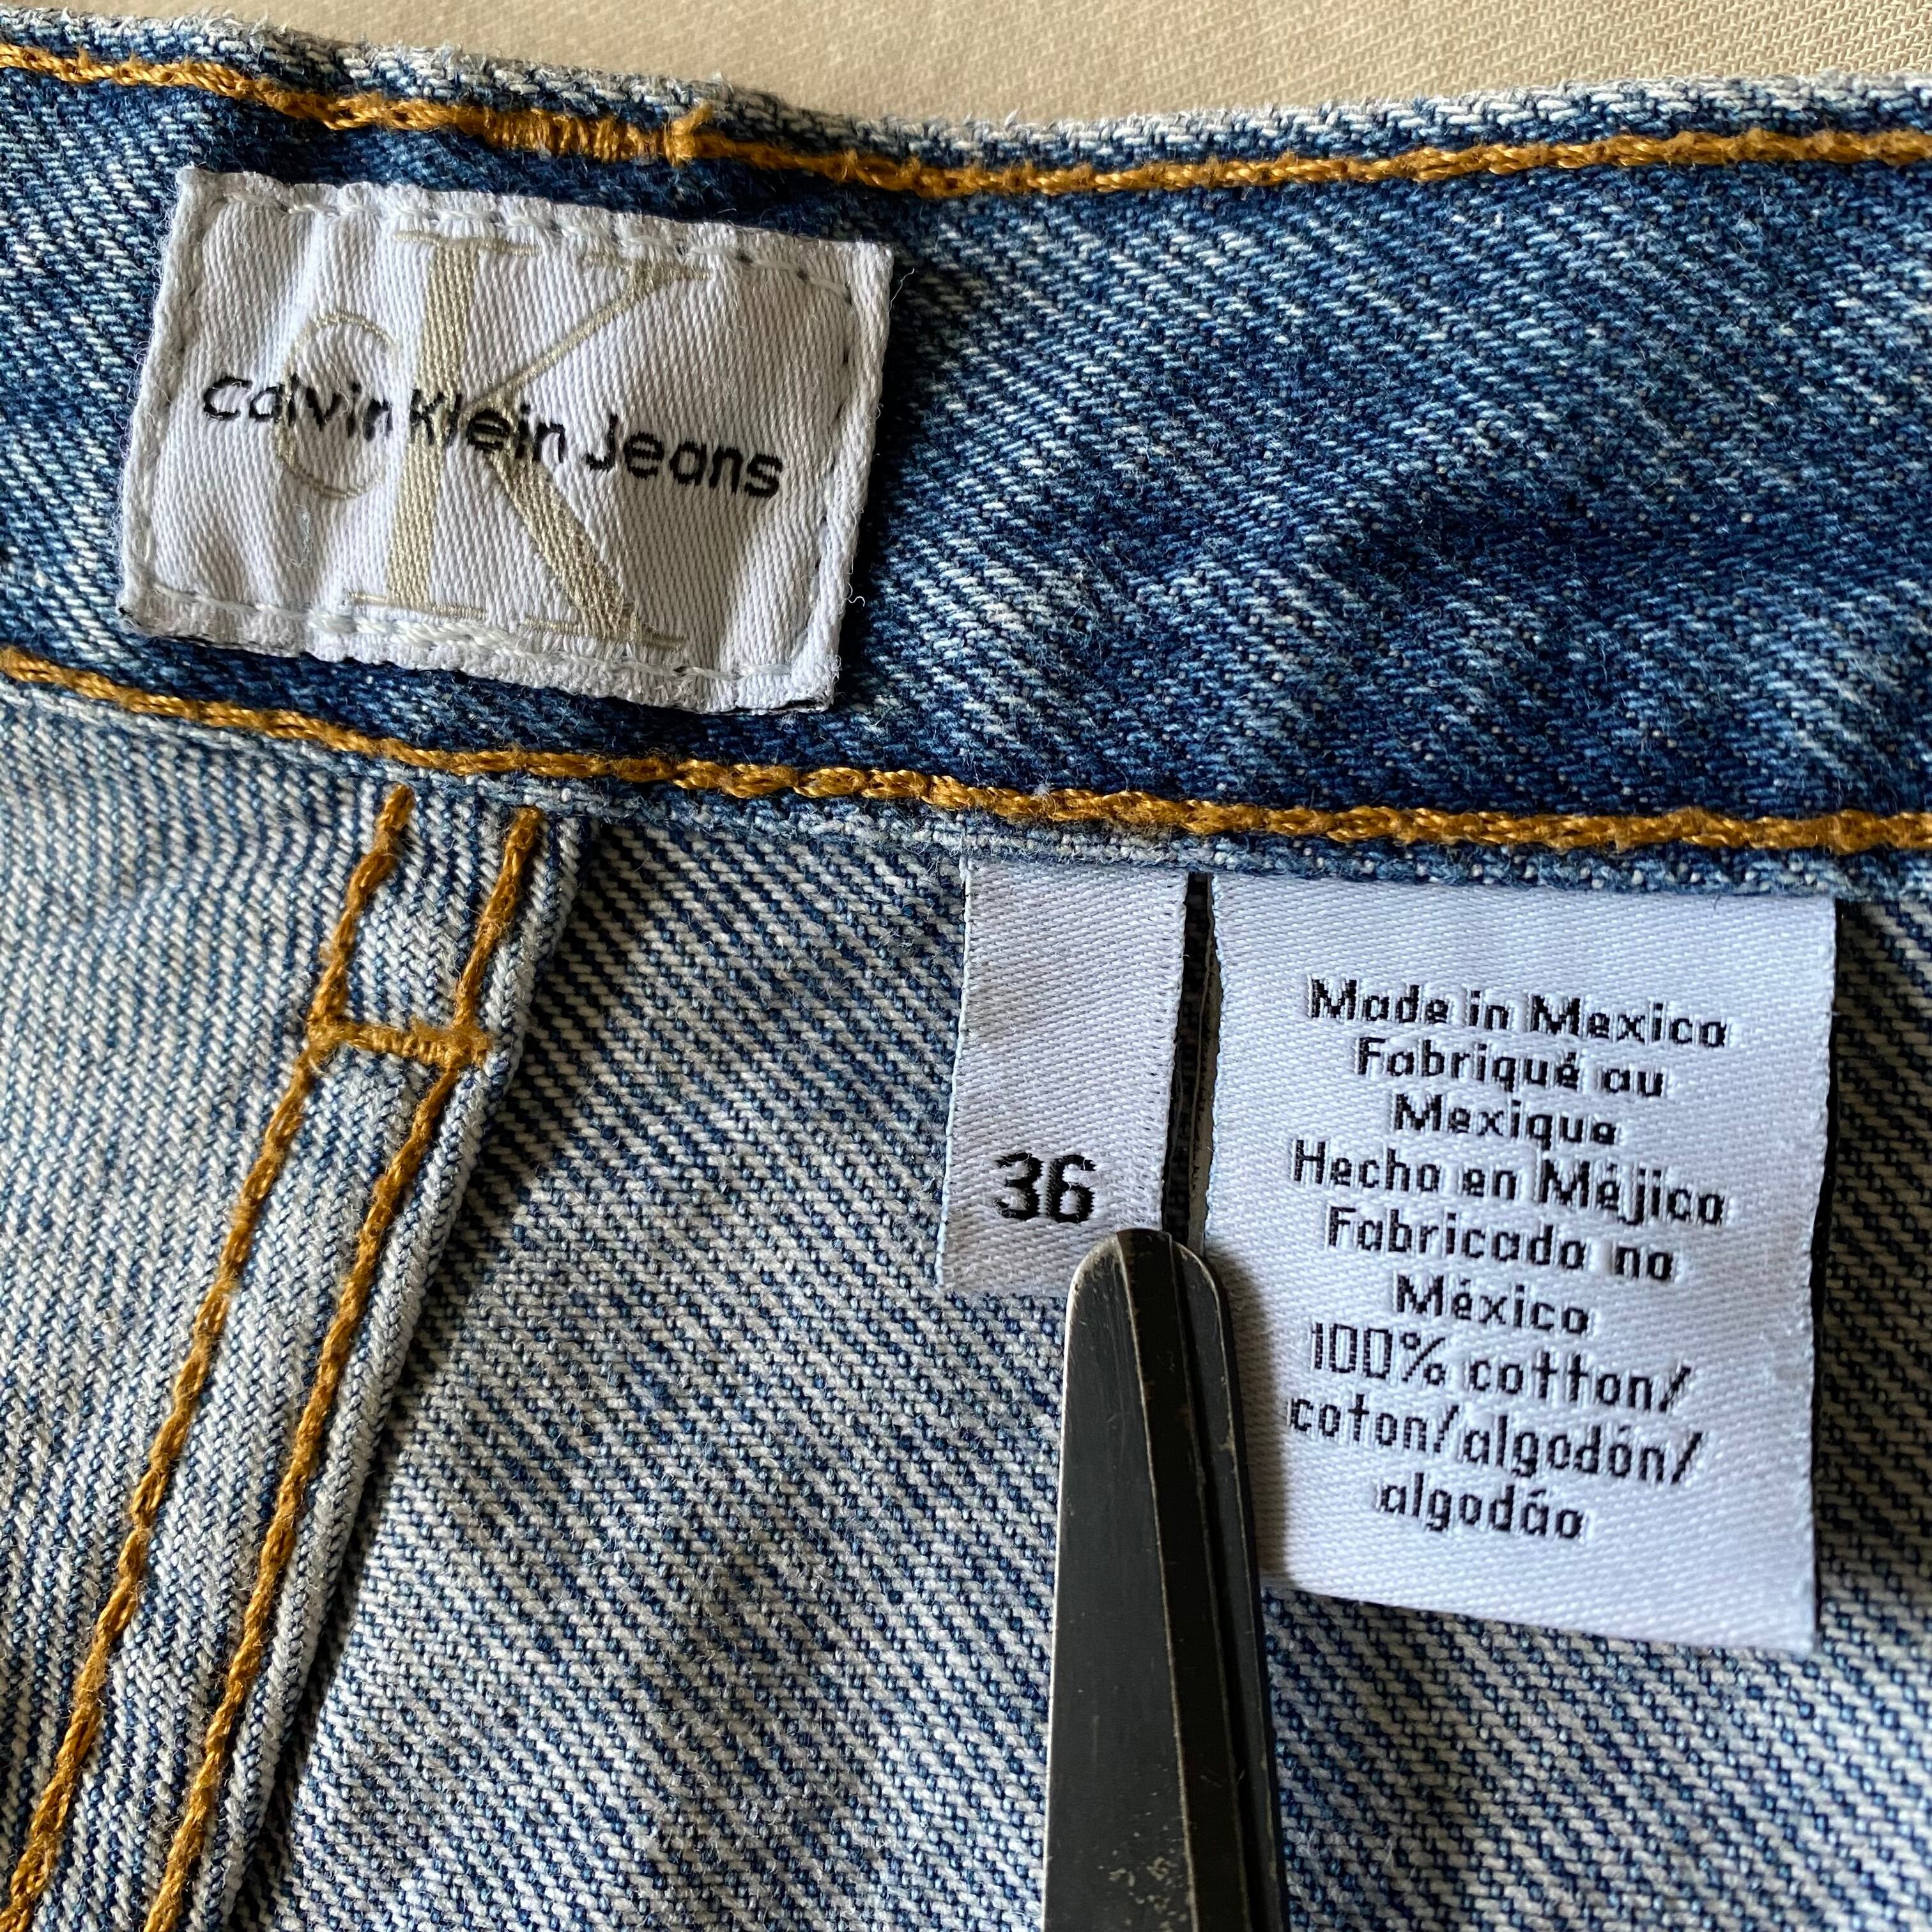 cK
Calvin Klein Jeans
36
Made in Mexico
Fabriqué au
Mexique
Hecho en Méjico
Fabricado no
México
100% cotton/
coton/algodón/
algodáo